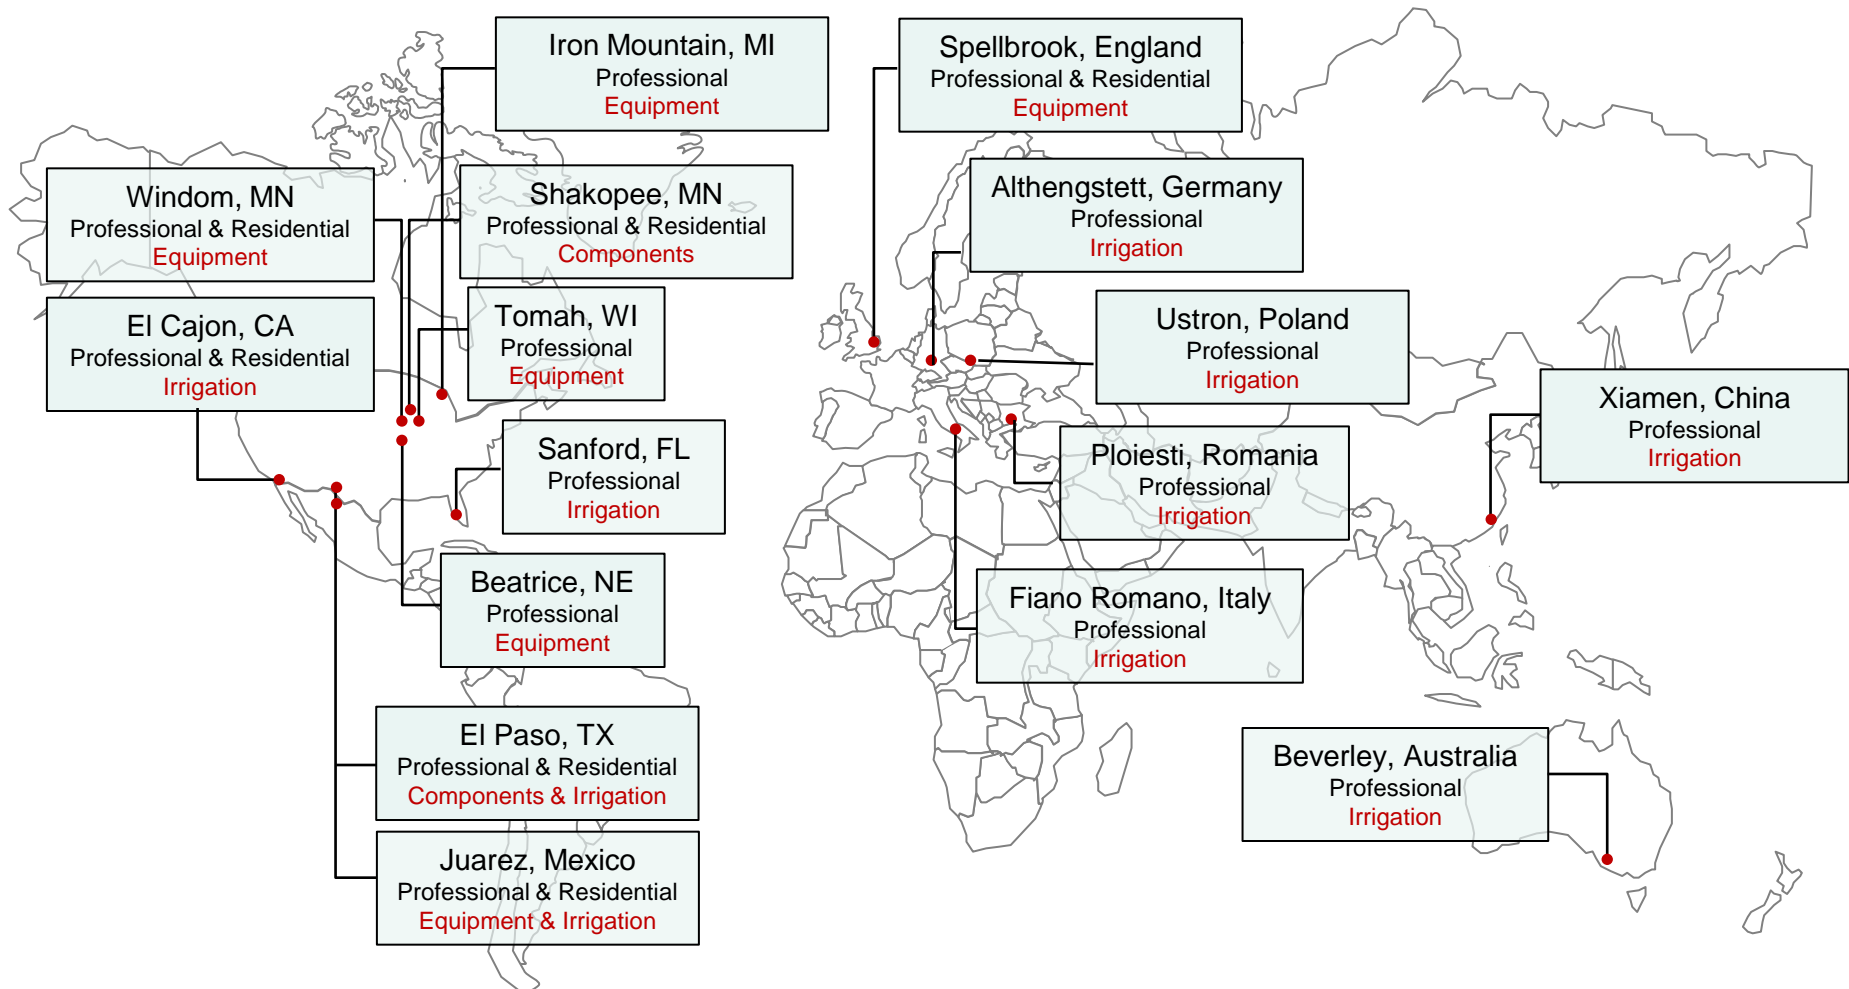 Iron Mountain, MI
Professional
Equipment
Spellbrook, England
Professional & Residential
Equipment
Windom, MN
Professional & Residential
Equipment
Shakopee, MN
Professional & Residential
Components
Althengstett, Germany
Professional
Irrigation
El Cajon, CA
Professional & Residential
Irrigation
Tomah, WI
Professional
Equipment
Ustron, Poland
Professional
Irrigation
Xiamen, China
Professional
Irrigation
Sanford, FL
Professional
Irrigation
Ploiesti, Romania
Professional
Irrigation
Beatrice, NE
Professional
Equipment
Fiano Romano, Italy
Professional
Irrigation
El Paso, TX
Professional & Residential
Components & Irrigation
Beverley, Australia
Professional
Irrigation
Juarez, Mexico
Professional & Residential
Equipment & Irrigation